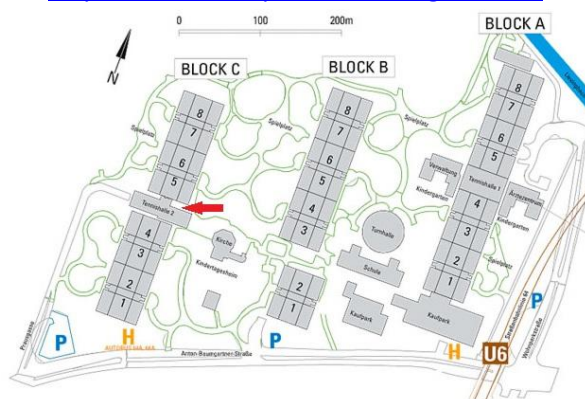 0 100 200m
BLOCK A
BLOCK B
BLOCK C
N
8
7
6
5
Tennishalle 2
4
3
2
1
8
7
6
5
4
3
2
1
8
7
6
5
Tennishalle 1
4
3
2
1
Spielplatz
Spielplatz
Spielplatz
Spielplatz
Verwaltung
Kindergarten
Ärztezentrum
Kindergarten
Kirche
Kindertagesheim
Turnhalle
Schule
Kaufpark
Kaufpark
P
H
P
H
U6
P
Anton-Baumgartner-Straße
Wohnparkstraße